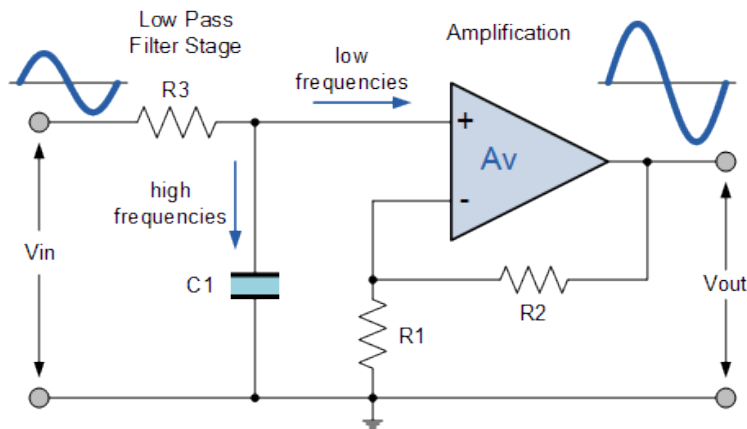 Low Pass
Filter Stage
Amplification
low
frequencies
R3
+
Av
-
high
frequencies
Vin
C1
R1
R2
Vout